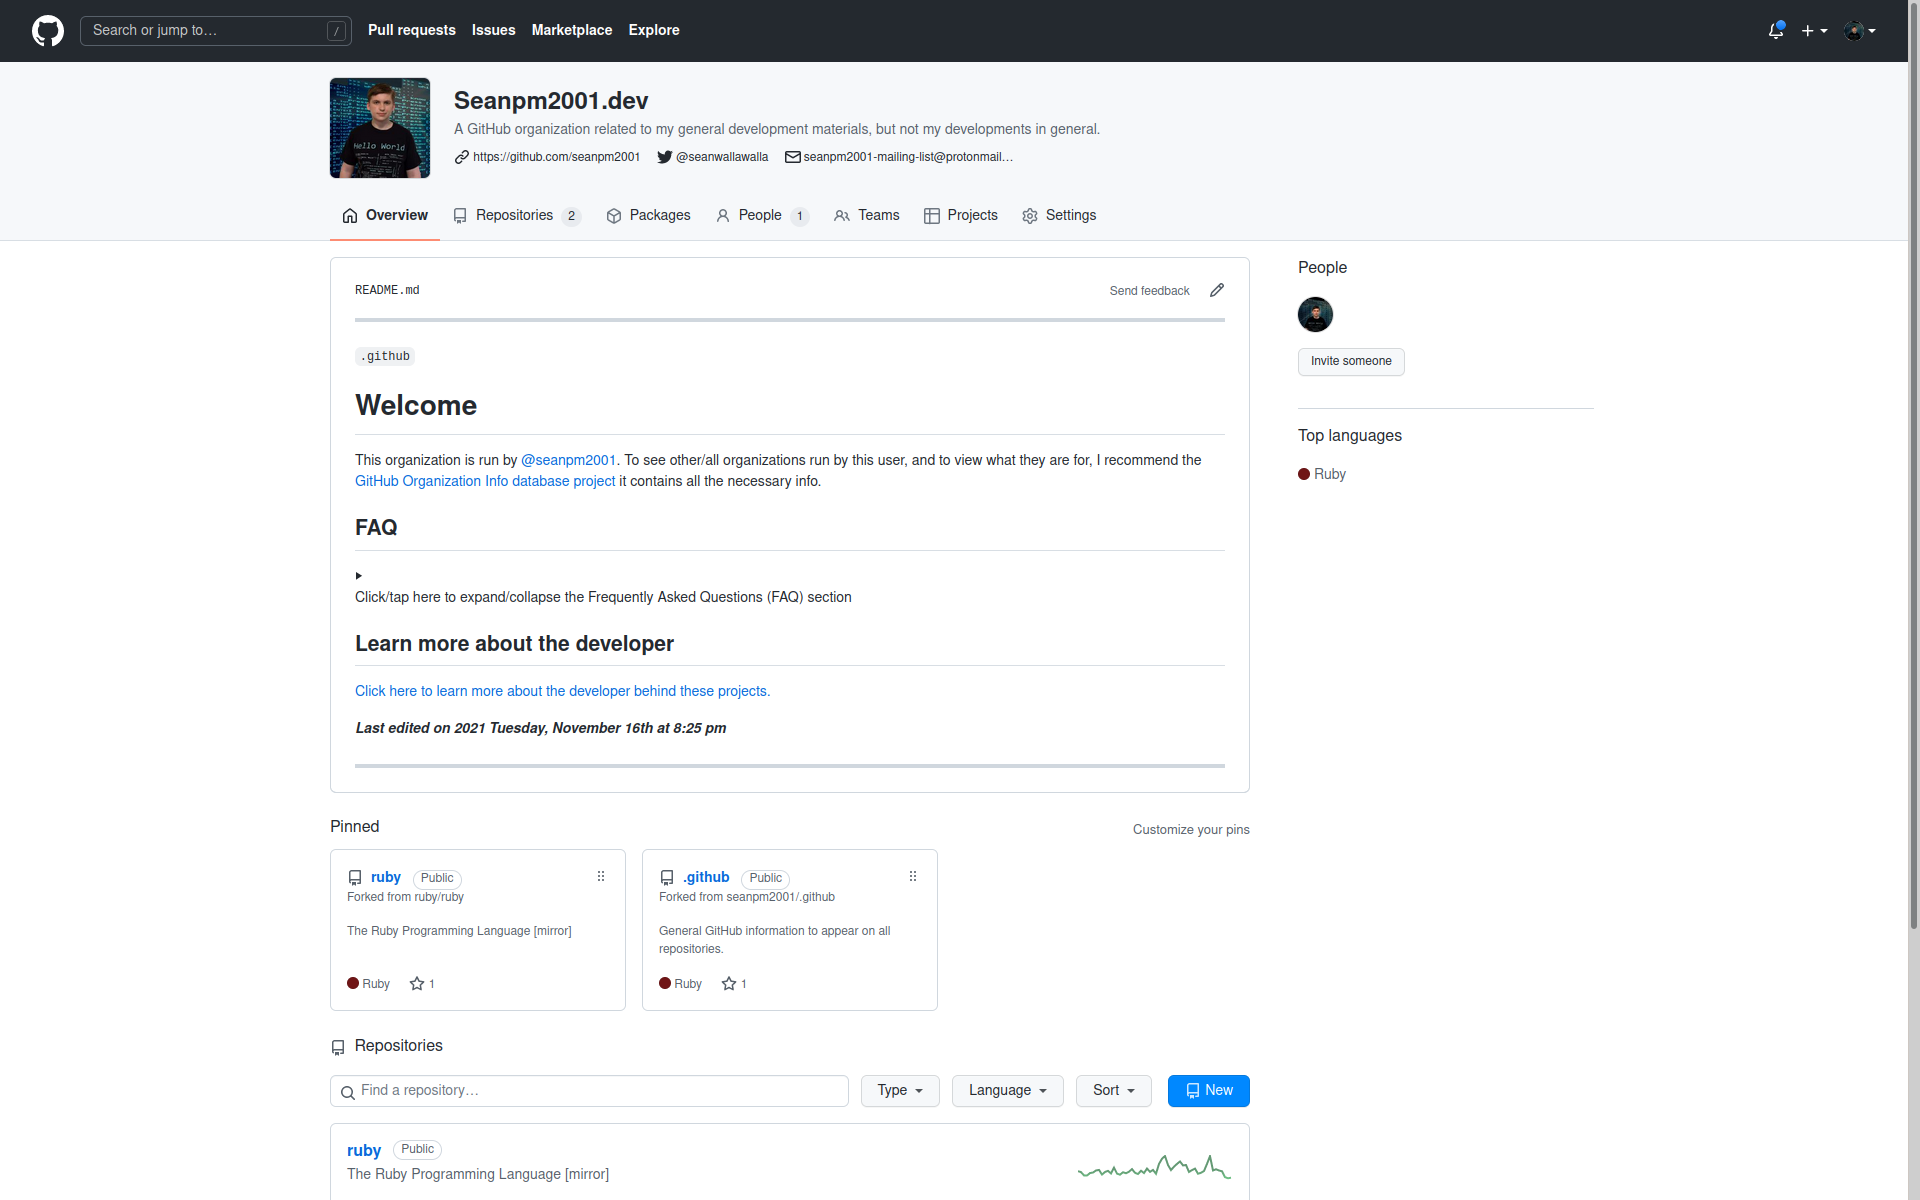 Search or jump to… /
Pull requests Issues Marketplace Explore
Seanpm2001.dev
A GitHub organization related to my general development materials, but not my developments in general.
https://github.com/seanpm2001 @seanwallawalla seanpm2001-mailing-list@protonmail…
Hello World
Overview Repositories 2 Packages People 1 Teams Projects Settings
README.md
Send feedback
.github
Welcome
This organization is run by @seanpm2001. To see other/all organizations run by this user, and to view what they are for, I recommend the
GitHub Organization Info database project it contains all the necessary info.
FAQ
Click/tap here to expand/collapse the Frequently Asked Questions (FAQ) section
Learn more about the developer
Click here to learn more about the developer behind these projects.
Last edited on 2021 Tuesday, November 16th at 8:25 pm
People
Invite someone
Top languages
Ruby
Pinned
Customize your pins
ruby Public
Forked from ruby/ruby
The Ruby Programming Language [mirror]
Ruby 1
.github Public
Forked from seanpm2001/.github
General GitHub information to appear on all
repositories.
Ruby 1
Repositories
Find a repository… Type Language Sort New
ruby Public
The Ruby Programming Language [mirror]